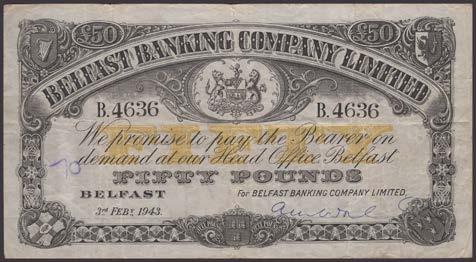 £50 £50
BELFAST BANKING COMPANY LIMITED
B.4636 B.4636
We promise to pay the Bearer on
demand at our Head Office Belfast
FIFTY POUNDS
BELFAST For BELFAST BANKING COMPANY LIMITED.
3rd FEBY. 1943.